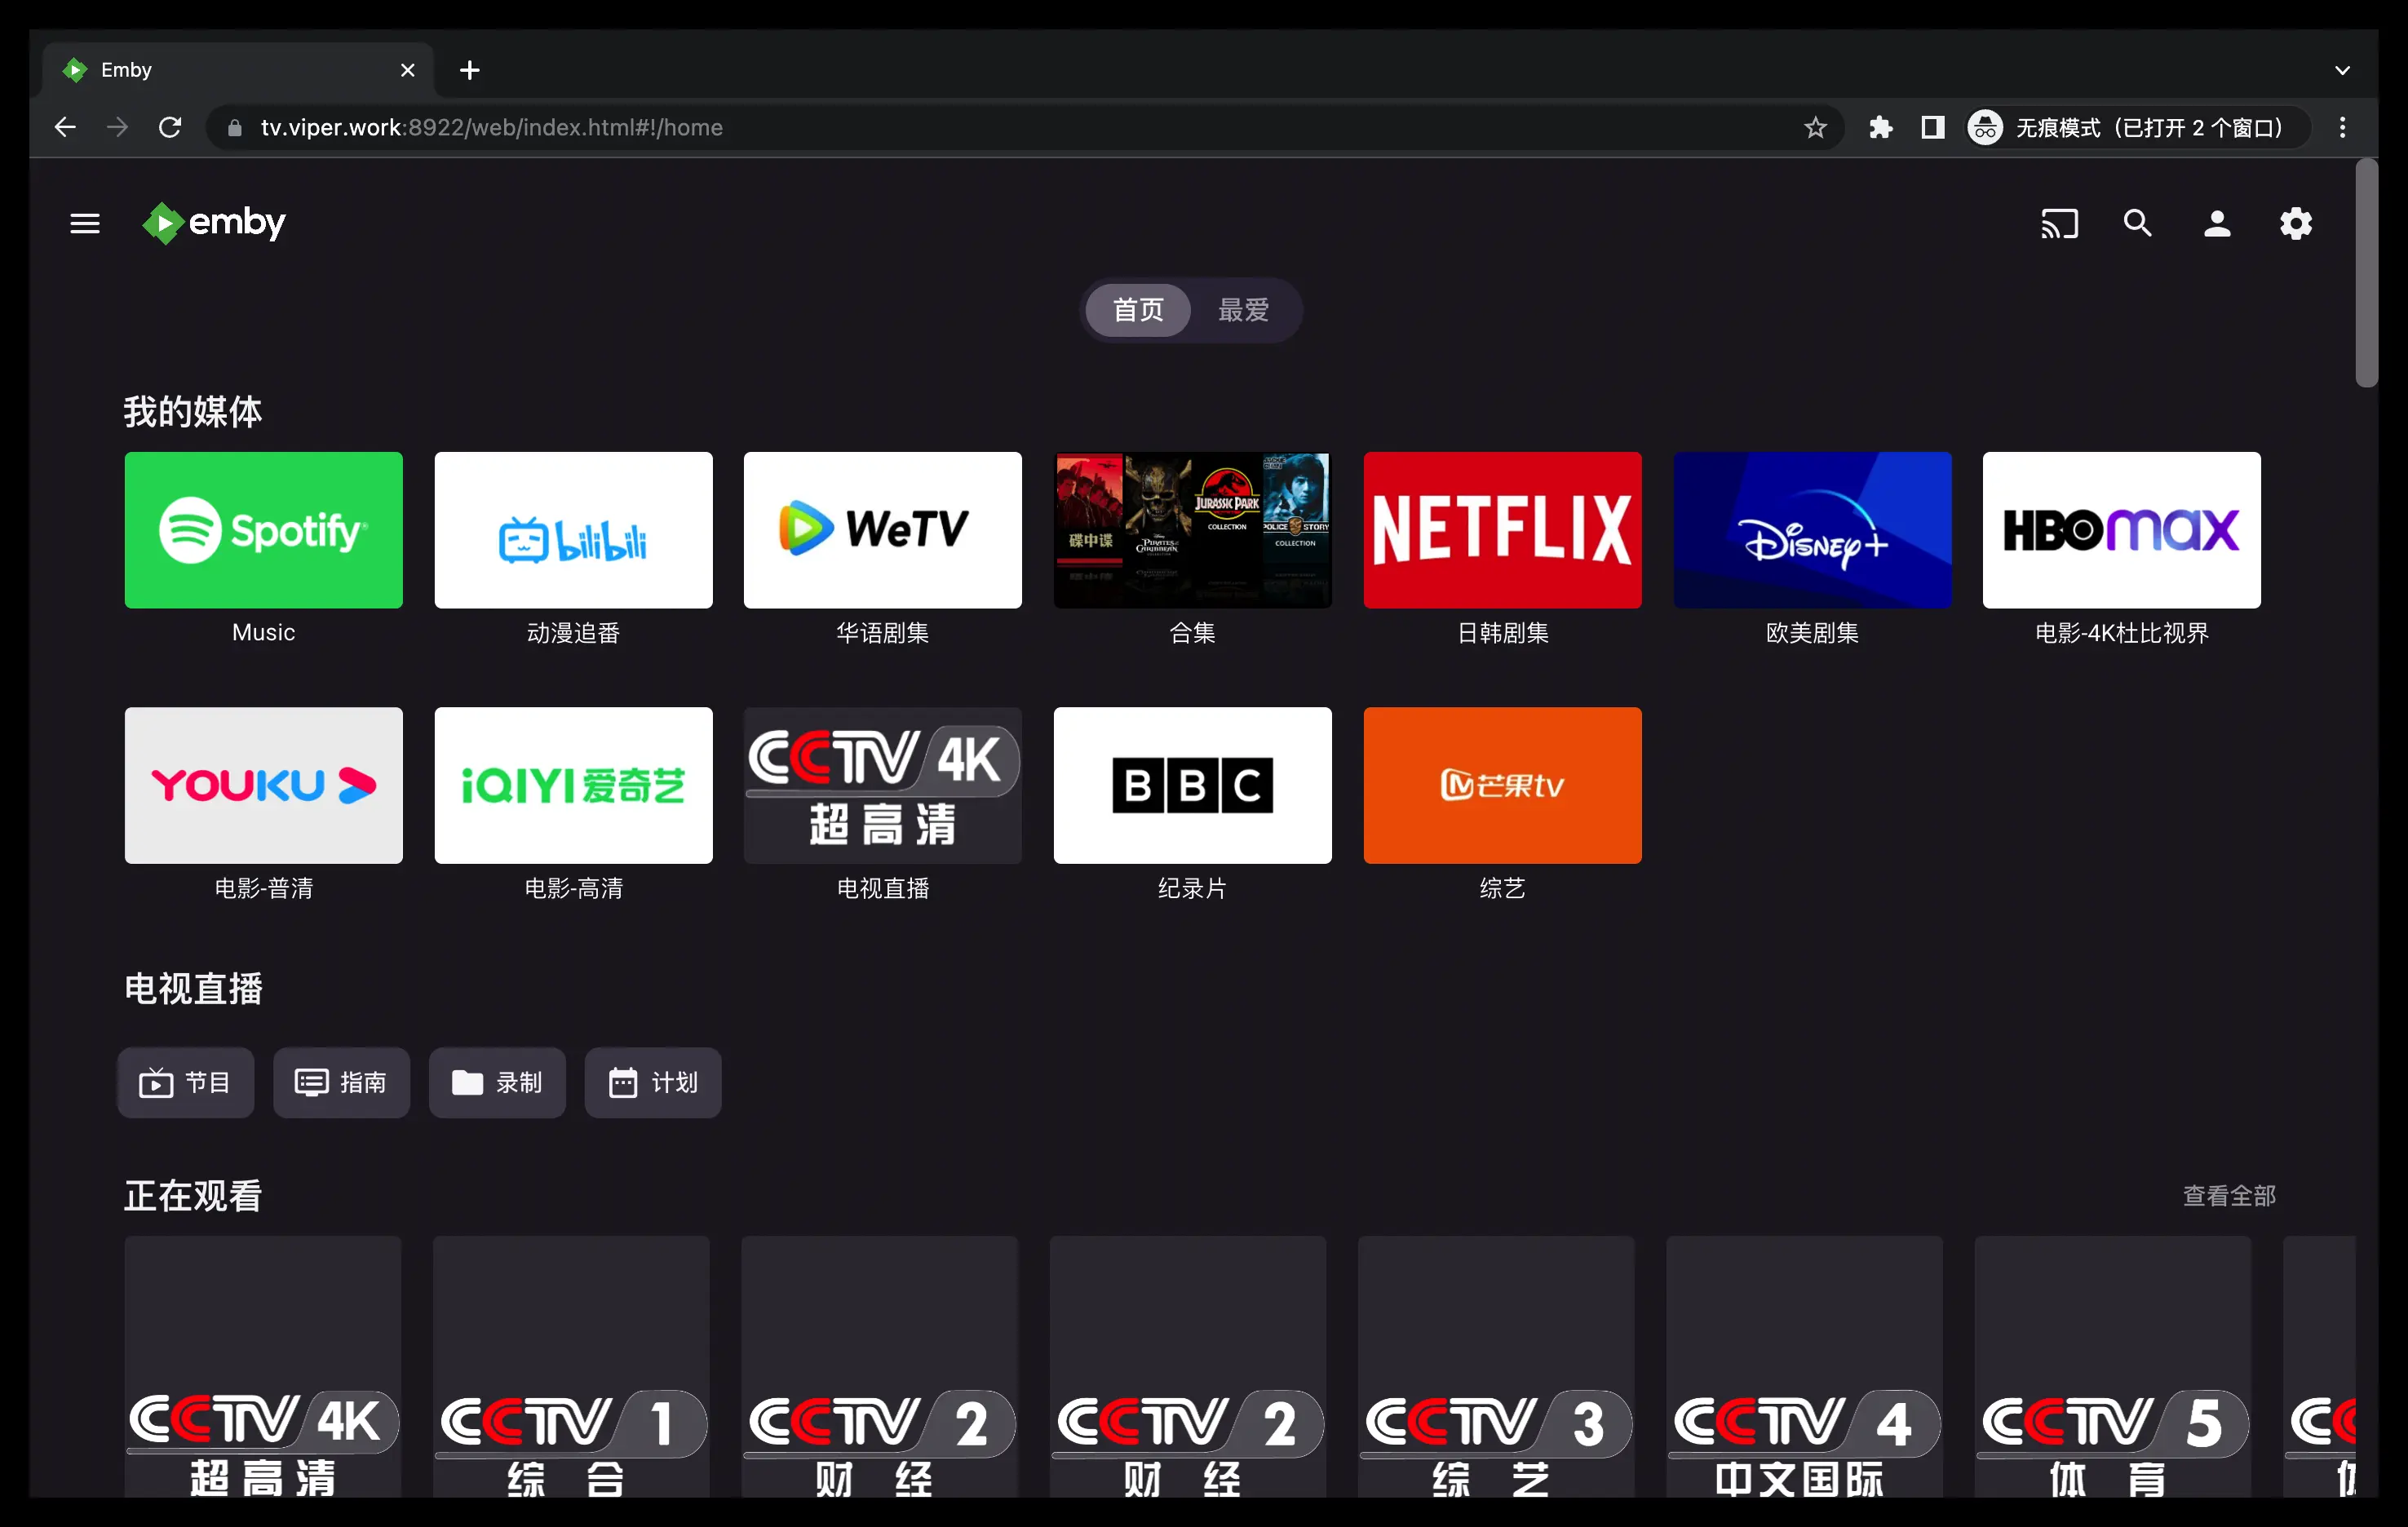 Emby
tv.viper.work:8922/web/index.html#!/home
无痕模式（已打开 2 个窗口）
emby
首页 最爱
我的媒体
Spotify
bilibili
WeTV
碟中谍
PIRATES of the CARIBBEAN
JURASSIC PARK
COLLECTION
POLICE STORY
COLLECTION
NETFLIX
Disney+
HBOmax
Music 动漫追番 华语剧集 合集 日韩剧集 欧美剧集 电影-4K杜比视界
YOUKU
iQIYI 爱奇艺
CCTV 4K
超高清
BBC
芒果tv
电影-普清 电影-高清 电视直播 纪录片 综艺
电视直播
节目 指南 录制 计划
正在观看 查看全部
CCTV 4K CCTV 1 CCTV 2 CCTV 2 CCTV 3 CCTV 4 CCTV 5
超高清 综合 财经 财经 综艺 中文国际 体育